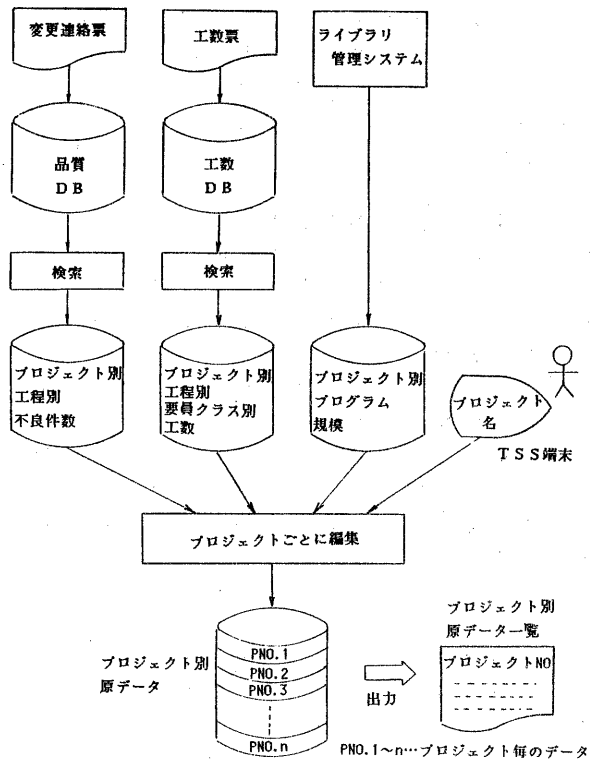 変更連絡票
工数票
ライブラリ
管理システム
品質
DB
工数
DB
検索
検索
プロジェクト別
工程別
不良件数
プロジェクト別
工程別
要員クラス別
工数
プロジェクト別
プログラム
規模
プロジェクト
名
TSS端末
プロジェクトごとに編集
プロジェクト別
原データ
PNO.1
PNO.2
PNO.3
PNO.n
出力
プロジェクト別
原データ一覧
プロジェクトNO
PNO.1~n…プロジェクト毎のデータ